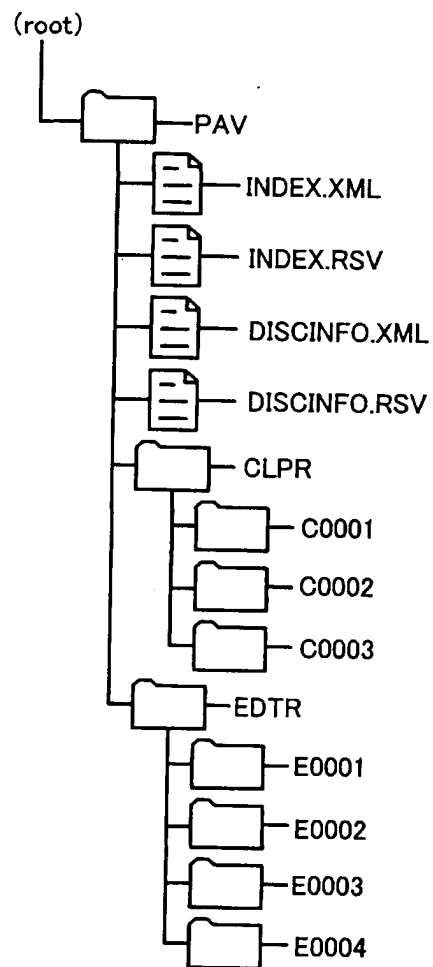 (root)
PAV
INDEX.XML
INDEX.RSV
DISCINFO.XML
DISCINFO.RSV
CLPR
C0001
C0002
C0003
EDTR
E0001
E0002
E0003
E0004